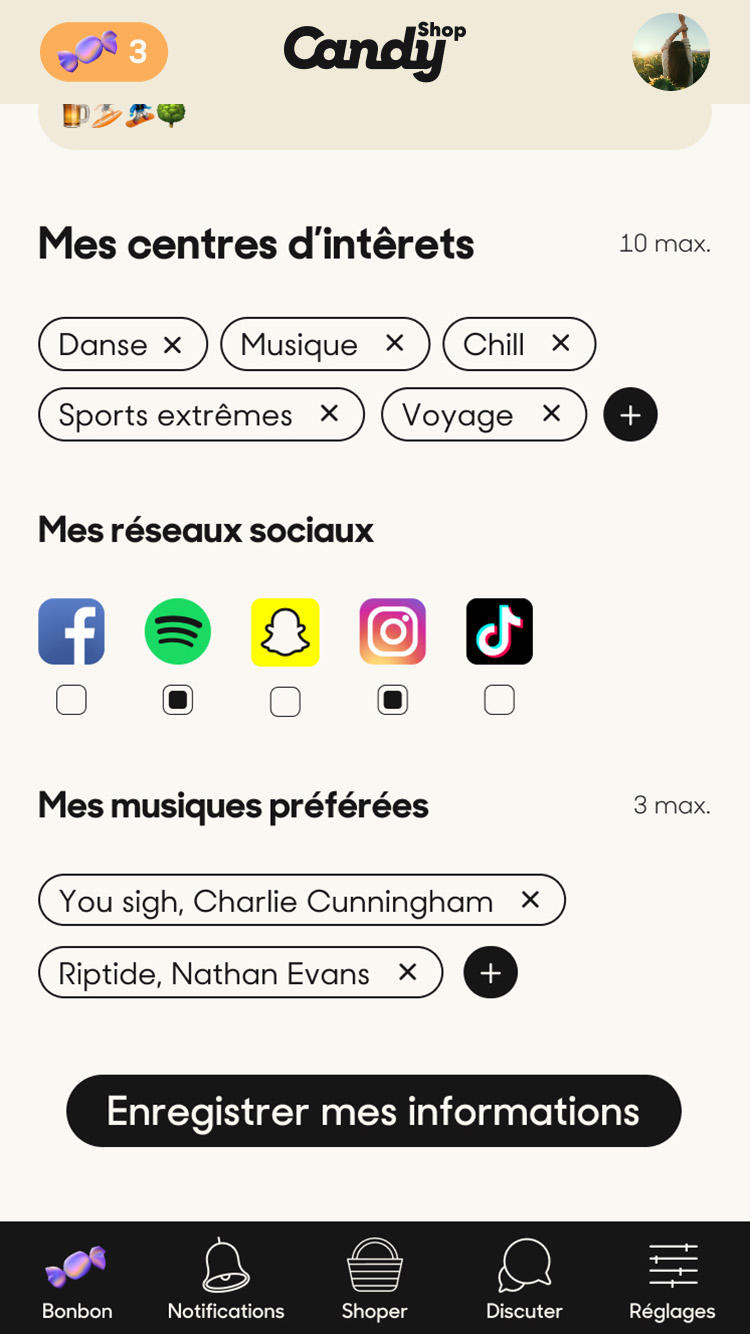 3
Candy Shop
Mes centres d'intêrets
10 max.
Danse ✕ Musique ✕ Chill ✕
Sports extrêmes ✕ Voyage ✕ +
Mes réseaux sociaux
Mes musiques préférées
3 max.
You sigh, Charlie Cunningham ✕
Riptide, Nathan Evans ✕ +
Enregistrer mes informations
Bonbon Notifications Shoper Discuter Réglages